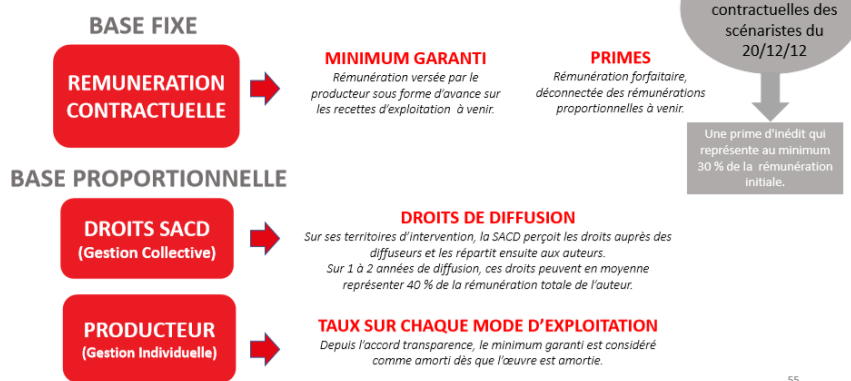 BASE FIXE
REMUNERATION
CONTRACTUELLE
MINIMUM GARANTI
Rémunération versée par le
producteur sous forme d'avance sur
les recettes d'exploitation à venir.
PRIMES
Rémunération forfaitaire,
déconnectée des rémunérations
proportionnelles à venir.
contractuelles des
scénaristes du
20/12/12
Une prime d'inédit qui
représente au minimum
30 % de la rémunération
initiale.
BASE PROPORTIONNELLE
DROITS SACD
(Gestion Collective)
DROITS DE DIFFUSION
Sur ses territoires d'intervention, la SACD perçoit les droits auprès des
diffuseurs et les répartit ensuite aux auteurs.
Sur 1 à 2 années de diffusion, ces droits peuvent en moyenne
représenter 40 % de la rémunération totale de l'auteur.
PRODUCTEUR
(Gestion Individuelle)
TAUX SUR CHAQUE MODE D'EXPLOITATION
Depuis l'accord transparence, le minimum garanti est considéré
comme amorti dès que l'œuvre est amortie.
55